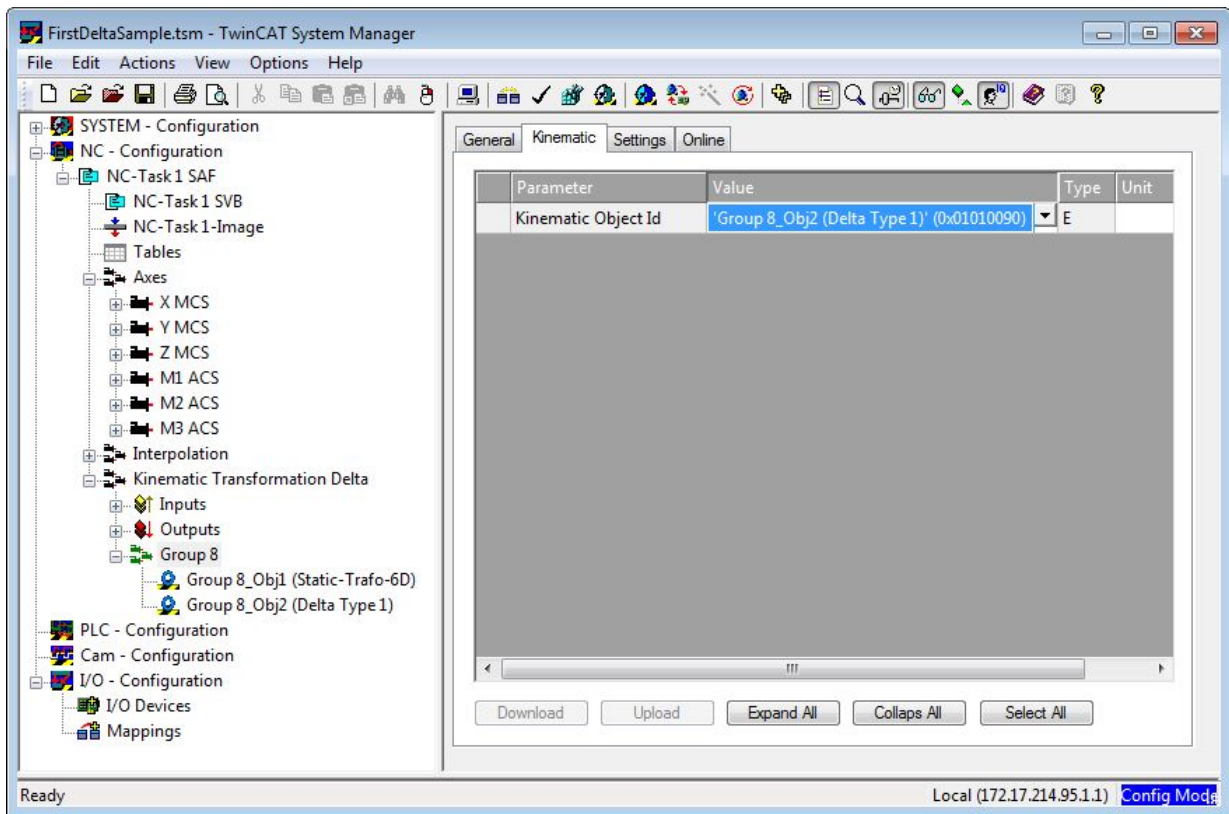 FirstDeltaSample.tsm - TwinCAT System Manager
File Edit Actions View Options Help
SYSTEM - Configuration
NC - Configuration
NC-Task 1 SAF
NC-Task 1 SVB
NC-Task 1-Image
Tables
Axes
X MCS
Y MCS
Z MCS
M1 ACS
M2 ACS
M3 ACS
Interpolation
Kinematic Transformation Delta
Inputs
Outputs
Group 8
Group 8_Obj1 (Static-Trafo-6D)
Group 8_Obj2 (Delta Type 1)
PLC - Configuration
Cam - Configuration
I/O - Configuration
I/O Devices
Mappings
General Kinematic Settings Online
Parameter Value Type Unit
Kinematic Object Id 'Group 8_Obj2 (Delta Type 1)' (0x01010090) E
Download Upload Expand All Collaps All Select All
Ready Local (172.17.214.95.1.1) Config Mode